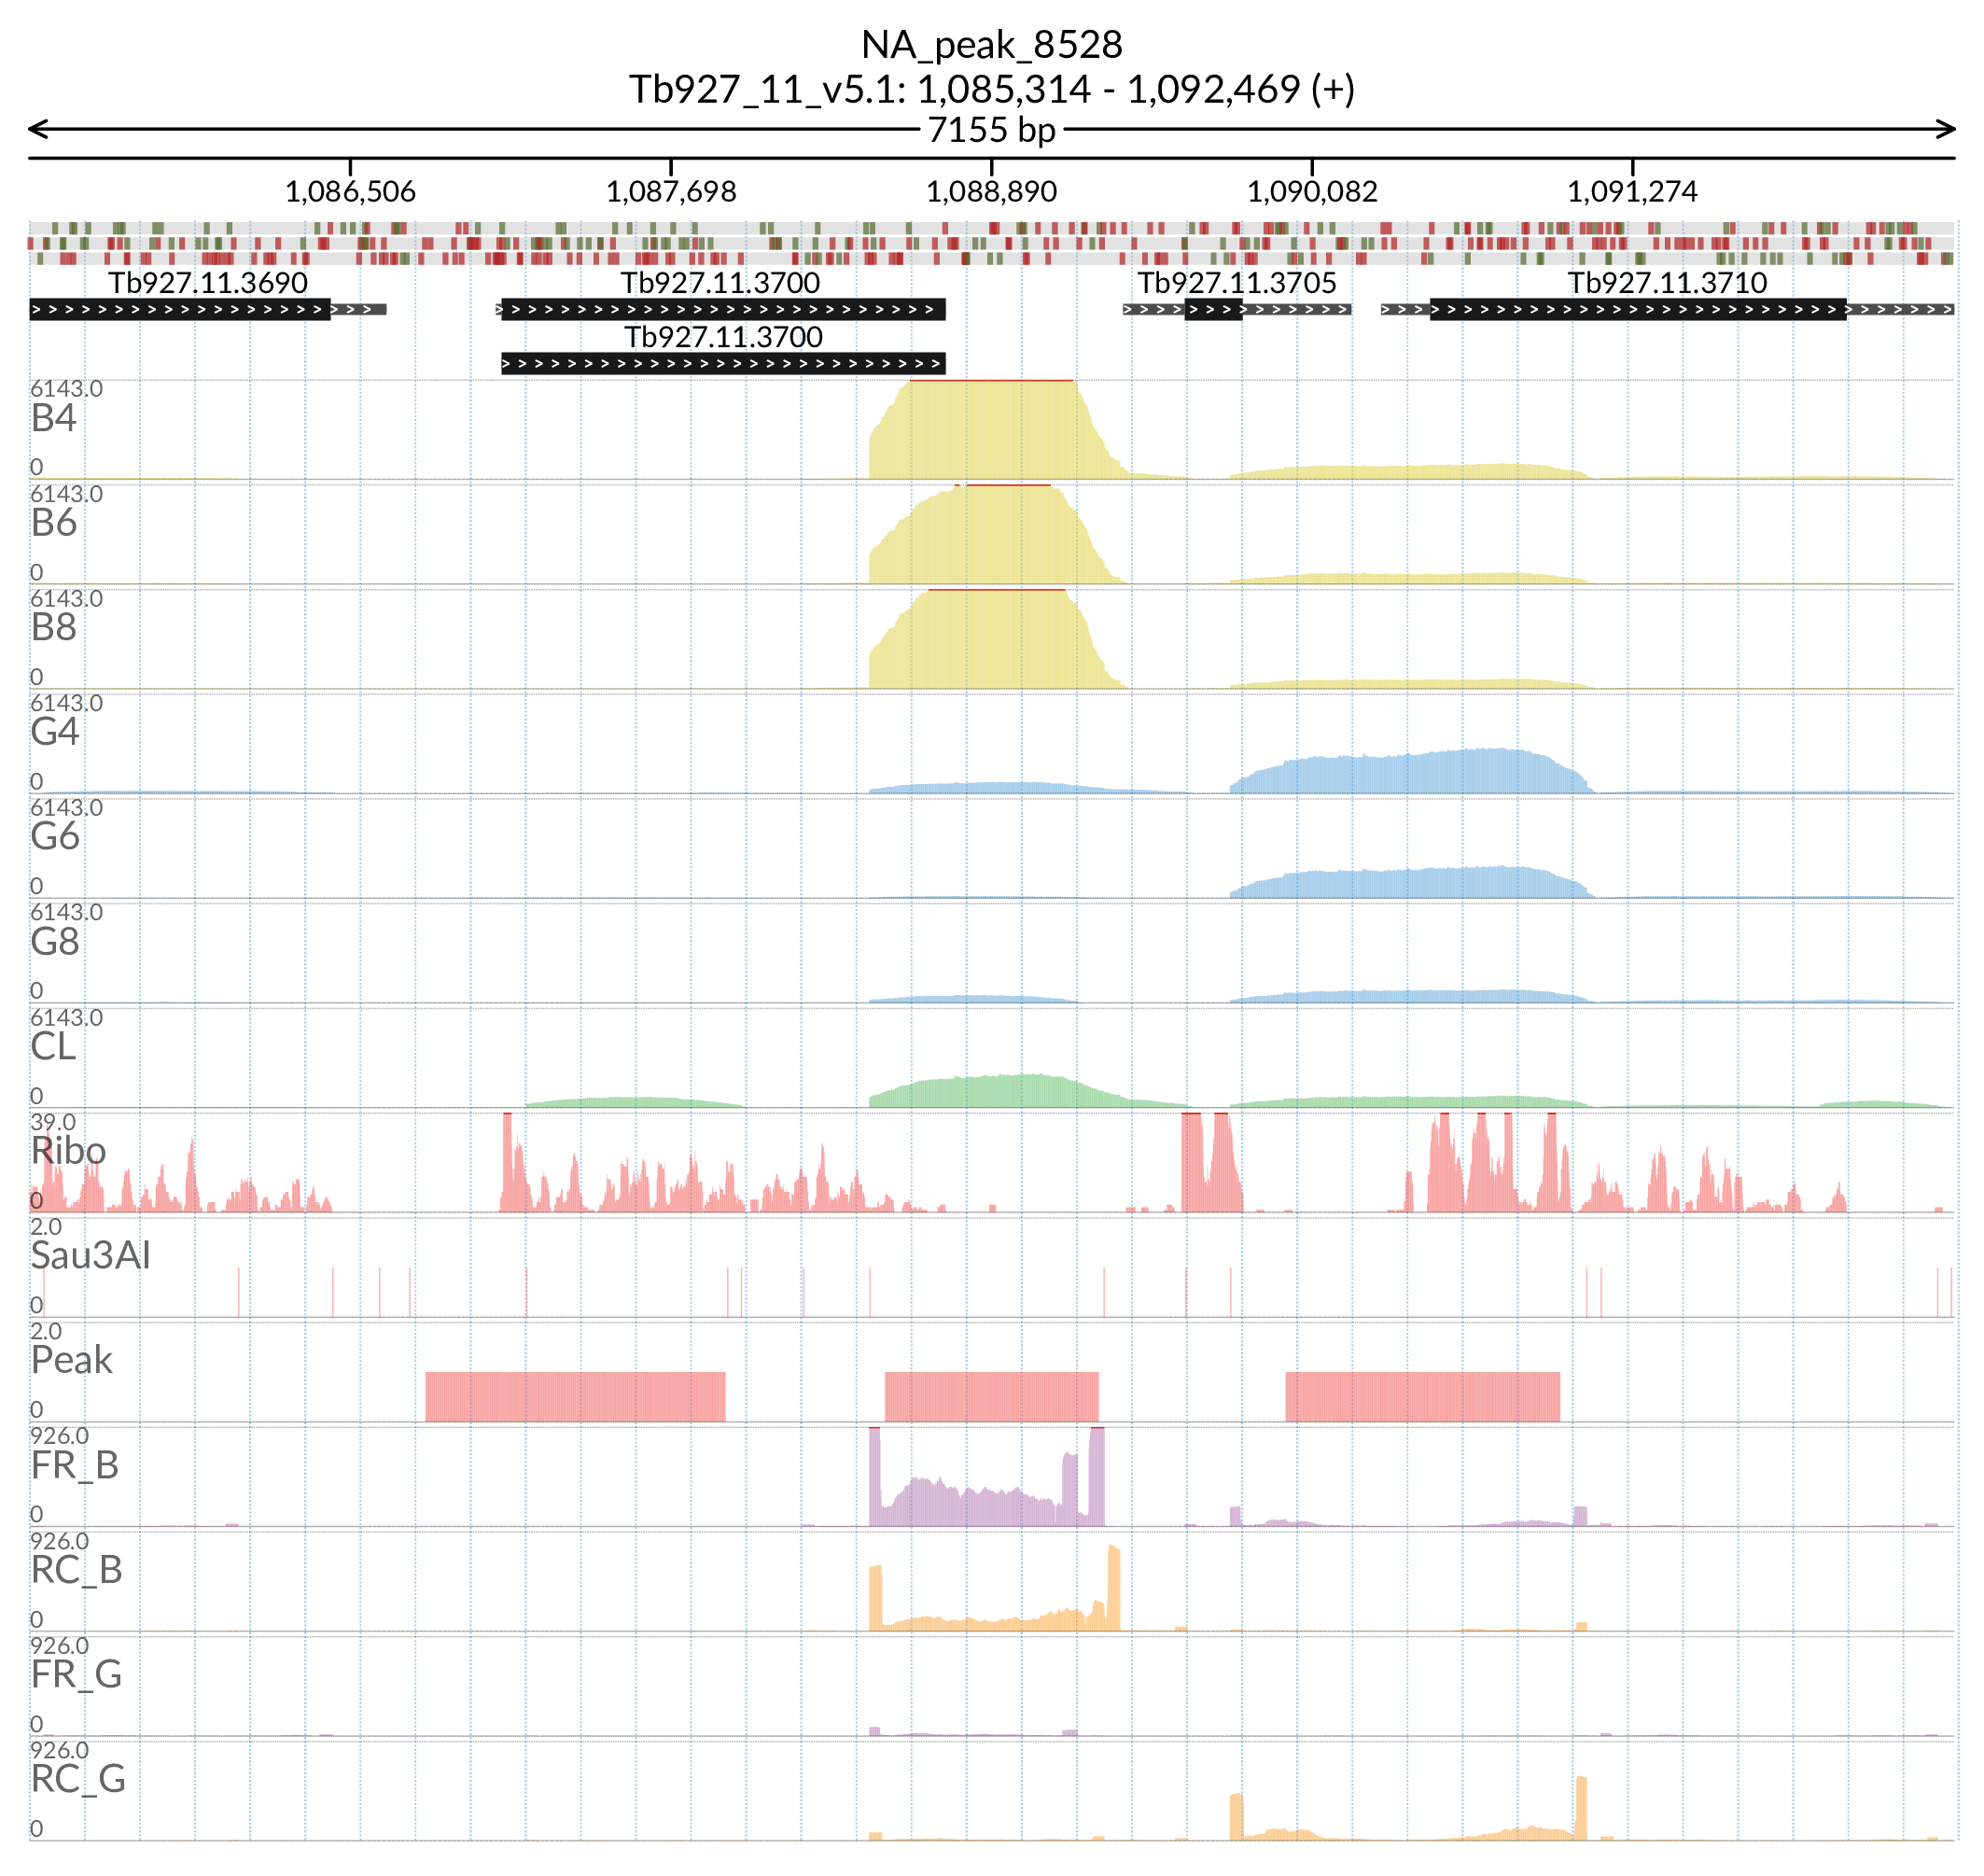 NA_peak_8528
Tb927_11_v5.1: 1,085,314 - 1,092,469 (+)
7155 bp
1,086,506 1,087,698 1,088,890 1,090,082 1,091,274
Tb927.11.3690 Tb927.11.3700 Tb927.11.3705 Tb927.11.3710
Tb927.11.3700
6143.0
B4
0
6143.0
B6
0
6143.0
B8
0
6143.0
G4
0
6143.0
G6
0
6143.0
G8
0
6143.0
CL
0
39.0
Ribo
0
2.0
Sau3AI
0
2.0
Peak
0
926.0
FR_B
0
926.0
RC_B
0
926.0
FR_G
0
926.0
RC_G
0